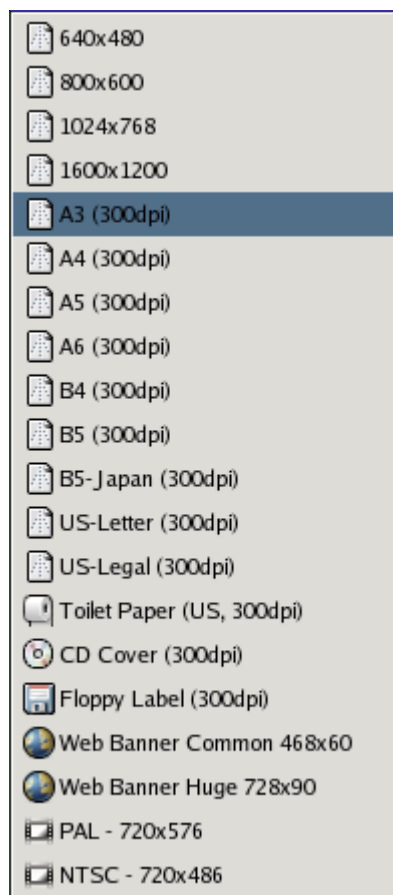 640x480
800x600
1024x768
1600x1200
A3 (300dpi)
A4 (300dpi)
A5 (300dpi)
A6 (300dpi)
B4 (300dpi)
B5 (300dpi)
B5-Japan (300dpi)
US-Letter (300dpi)
US-Legal (300dpi)
Toilet Paper (US, 300dpi)
CD Cover (300dpi)
Floppy Label (300dpi)
Web Banner Common 468x60
Web Banner Huge 728x90
PAL - 720x576
NTSC - 720x486